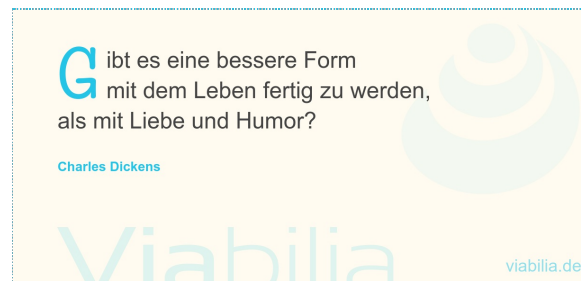 Gibt es eine bessere Form
mit dem Leben fertig zu werden,
als mit Liebe und Humor?
Charles Dickens
Viabilia
viabilia.de